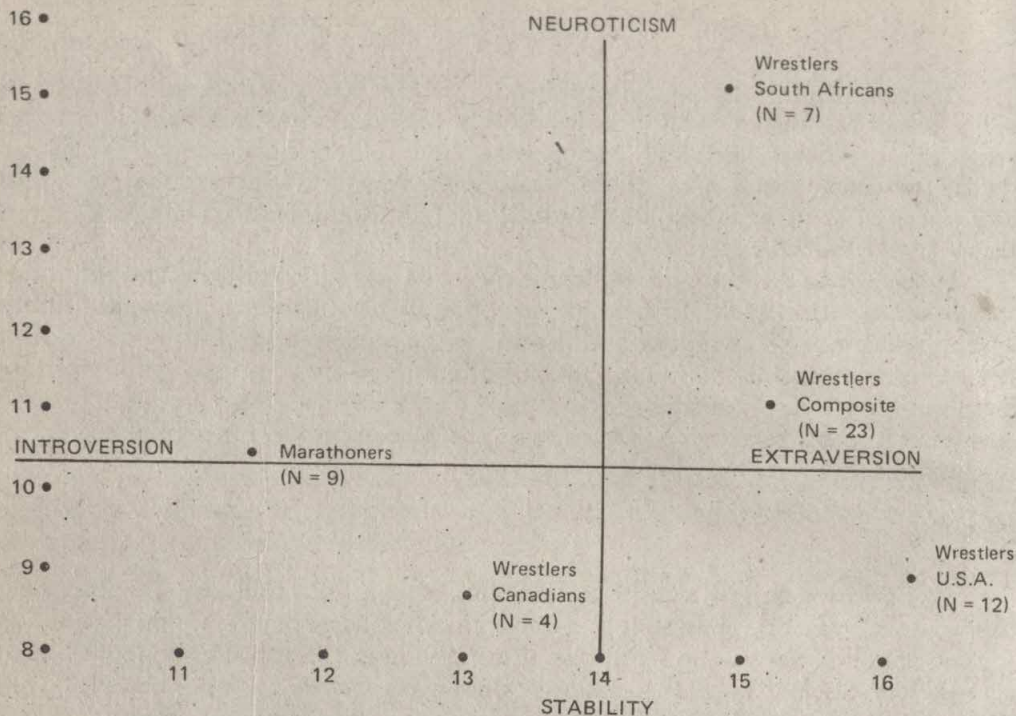 16
NEUROTICISM
Wrestlers
15
South Africans
(N = 7)
14
13
12
Wrestlers
11
Composite
(N = 23)
INTROVERSION
Marathoners
EXTRAVERSION
(N = 9)
10
Wrestlers
9
Wrestlers
U.S.A.
Canadians
(N = 12)
(N = 4)
8
11
12
13
14
15
16
STABILITY